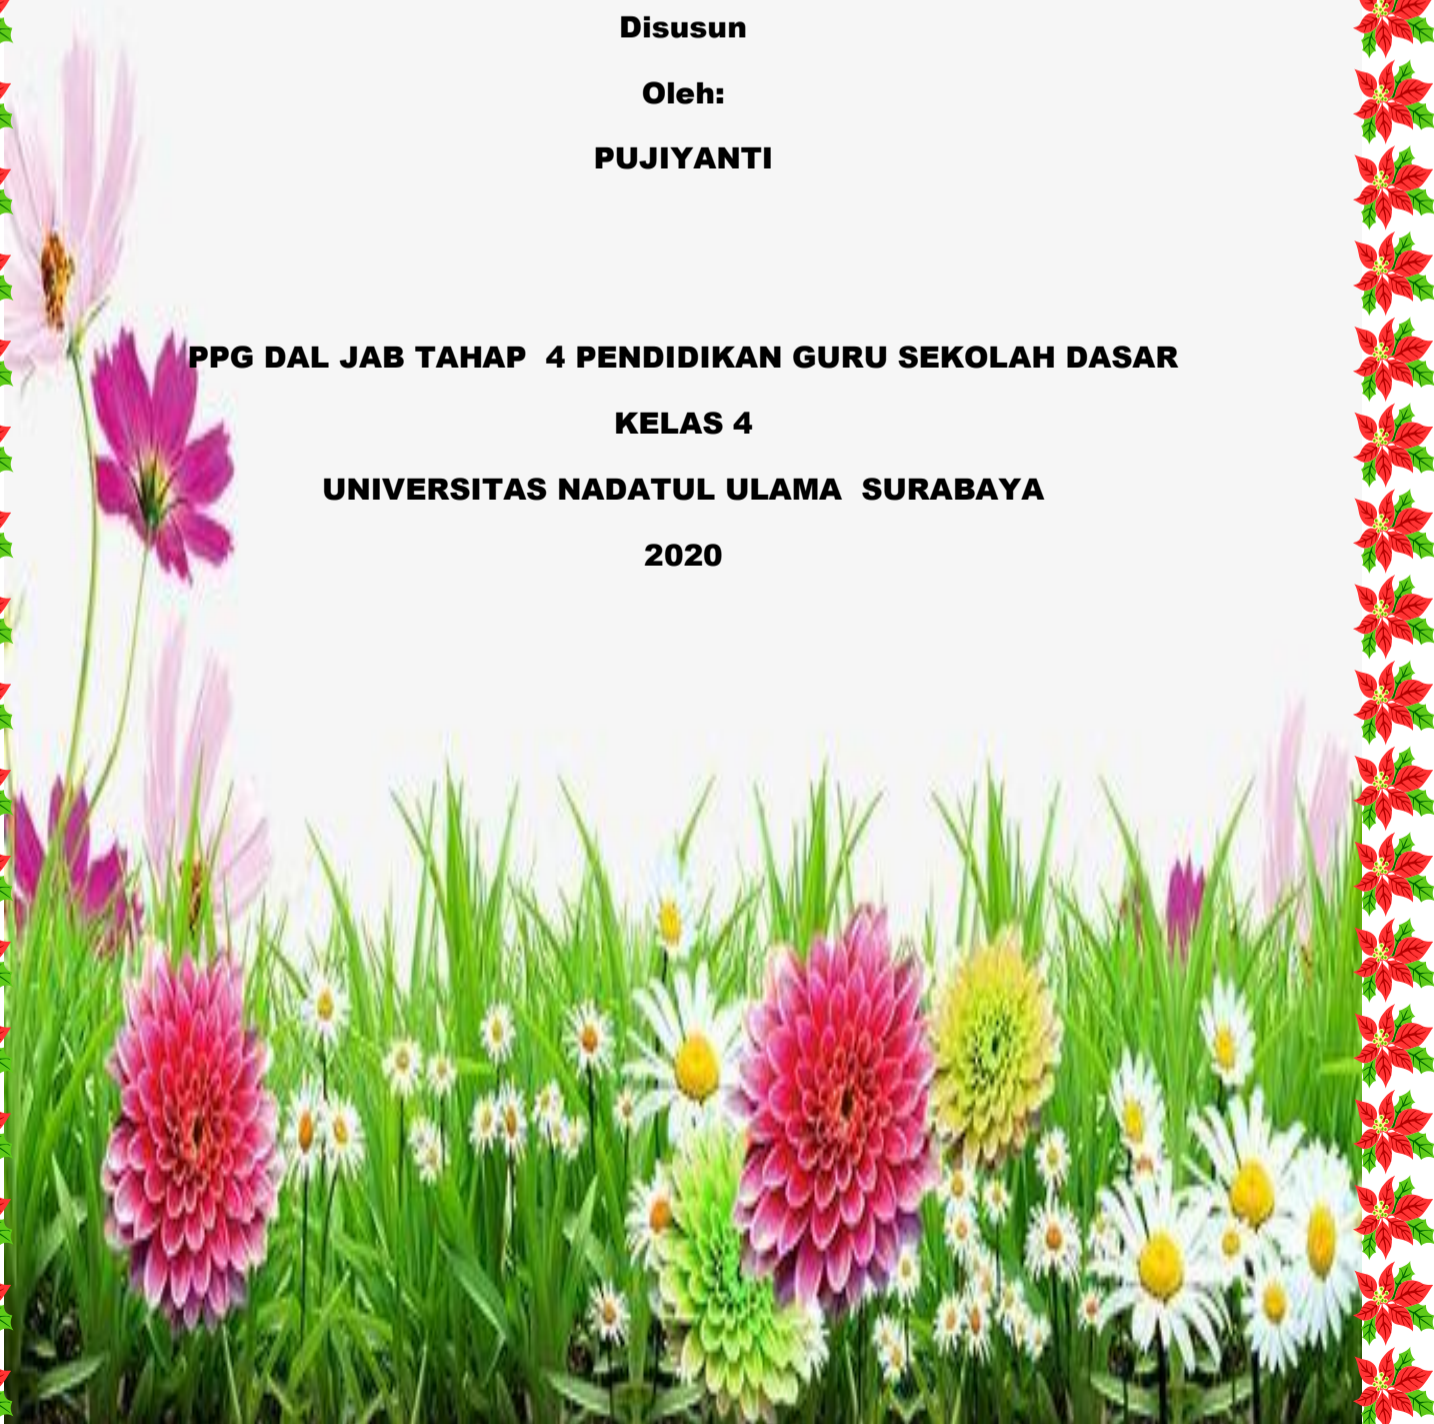 Disusun
Oleh:
PUJIYANTI
PPG DAL JAB TAHAP  4 PENDIDIKAN GURU SEKOLAH DASAR
KELAS 4
UNIVERSITAS NADATUL ULAMA  SURABAYA
2020